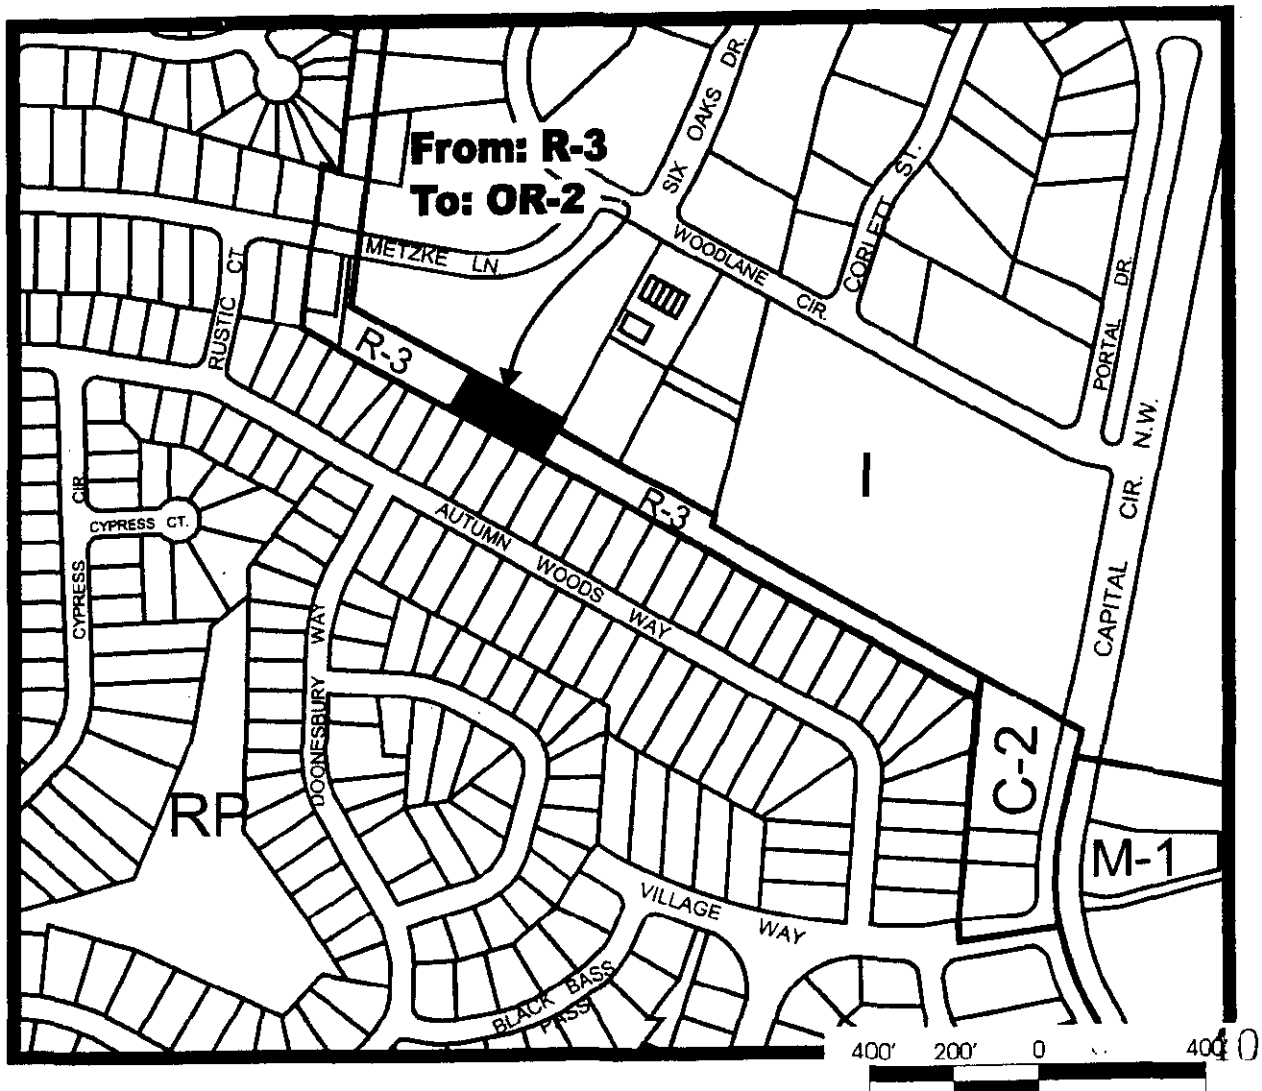 SIX OAKS DR.
From: R-3
To: OR-2
CORLETT ST.
METZKE LN
WOODLANE CIR.
RUSTIC CT
PORTAL DR.
R-3
I
R-3
CAPITAL CIR. N.W.
CYPRESS CT.
CYPRESS CIR
AUTUMN WOODS WAY
DOONESBURY WAY
C-2
RP
M-1
VILLAGE WAY
BLACK BASS
PASS
400' 200' 0